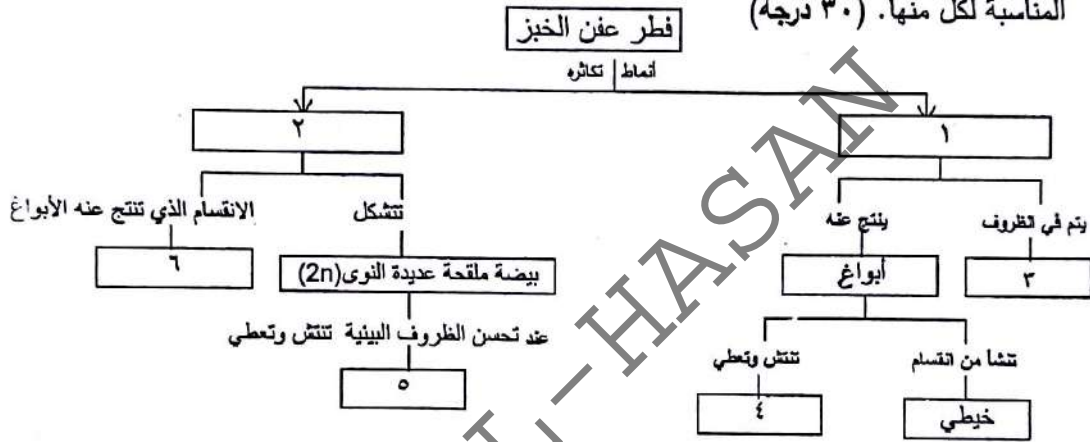 المناسبة لكل منها. (٣٠ درجة)
فطر عفن الخبز
أنماط تكاثره
١
٢
يتم في الظروف
ينتج عنه
تتشكل
الانقسام الذي تنتج عنه الأبواغ
٣
أبواغ
بيضة ملقحة عديدة النوى(2n)
٦
تنشا من انقسام
تنتش وتعطي
عند تحسن الظروف البيئية تنتش وتعطي
خيطي
٤
٥
L-HASAN